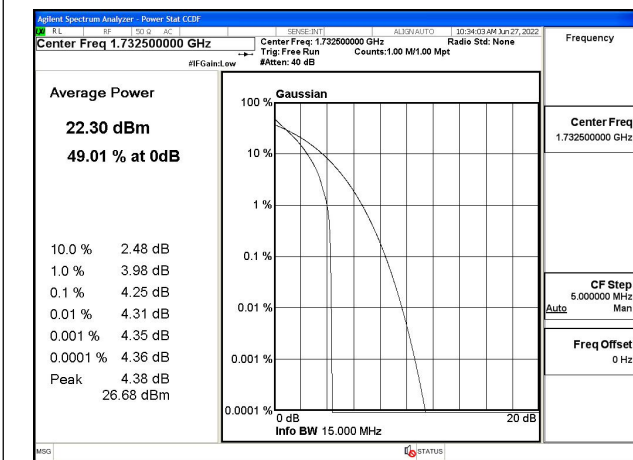 Agilent Spectrum Analyzer - Power Stat CCDF
LXI RL RF 50 Ω AC SENSE:INT ALIGN AUTO 10:34:03 AM Jun 27, 2022
Center Freq 1.732500000 GHz
Center Freq: 1.732500000 GHz Radio Std: None
Trig: Free Run Counts:1.00 M/1.00 Mpt
#IFGain:Low #Atten: 40 dB
Frequency
Average Power
22.30 dBm
49.01 % at 0dB
10.0 % 2.48 dB
1.0 % 3.98 dB
0.1 % 4.25 dB
0.01 % 4.31 dB
0.001 % 4.35 dB
0.0001 % 4.36 dB
Peak 4.38 dB
26.68 dBm
Gaussian
100 %
10 %
1 %
0.1 %
0.01 %
0.001 %
0.0001 %
0 dB 20 dB
Info BW 15.000 MHz
Center Freq
1.732500000 GHz
CF Step
5.000000 MHz
Auto Man
Freq Offset
0 Hz
MSG STATUS